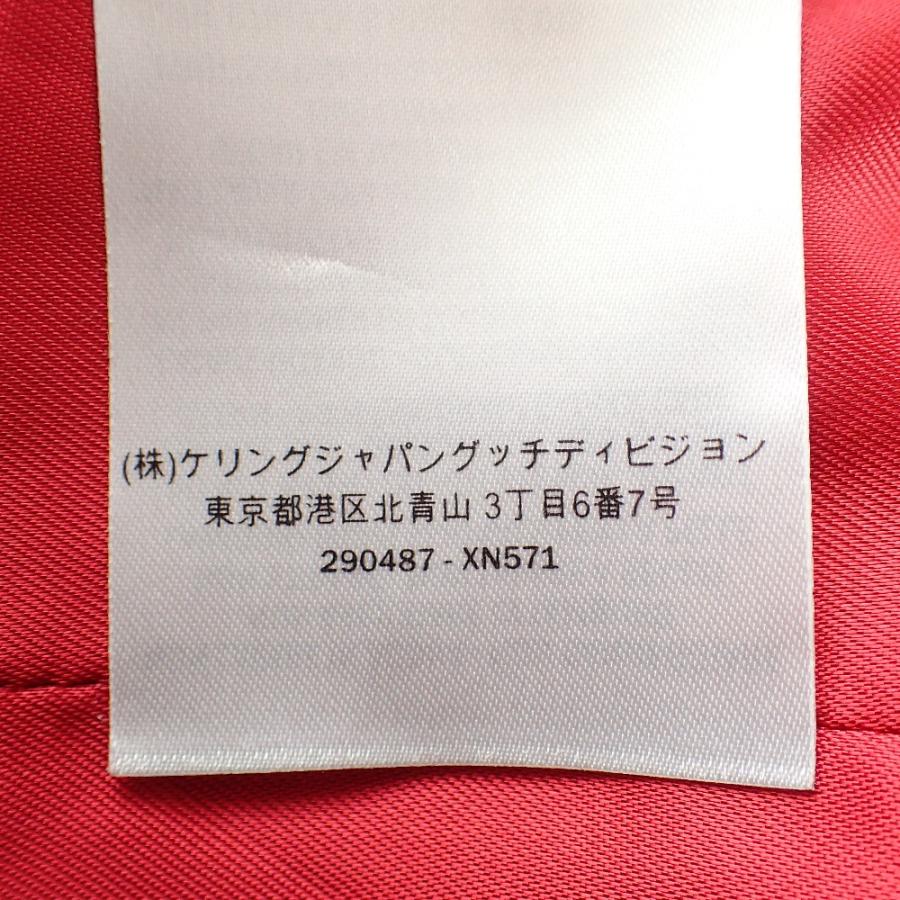 (株)ケリングジャパングッチディビジョン
東京都港区北青山 3丁目6番7号
290487 - XN571